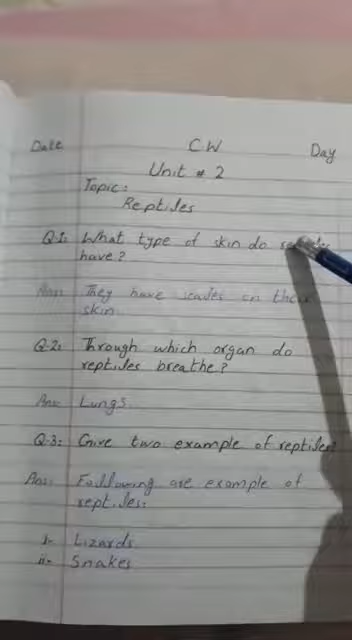 Date CW Day
Unit # 2
Topic:
Reptiles
Q.1: What type of skin do
have?
Ans: They have scales on their
skin.
Q.2: Through which organ do
reptiles breathe?
Ans: Lungs.
Q.3: Give two example of reptiles?
Ans: Following are example of
reptiles:
i- Lizards
ii- Snakes